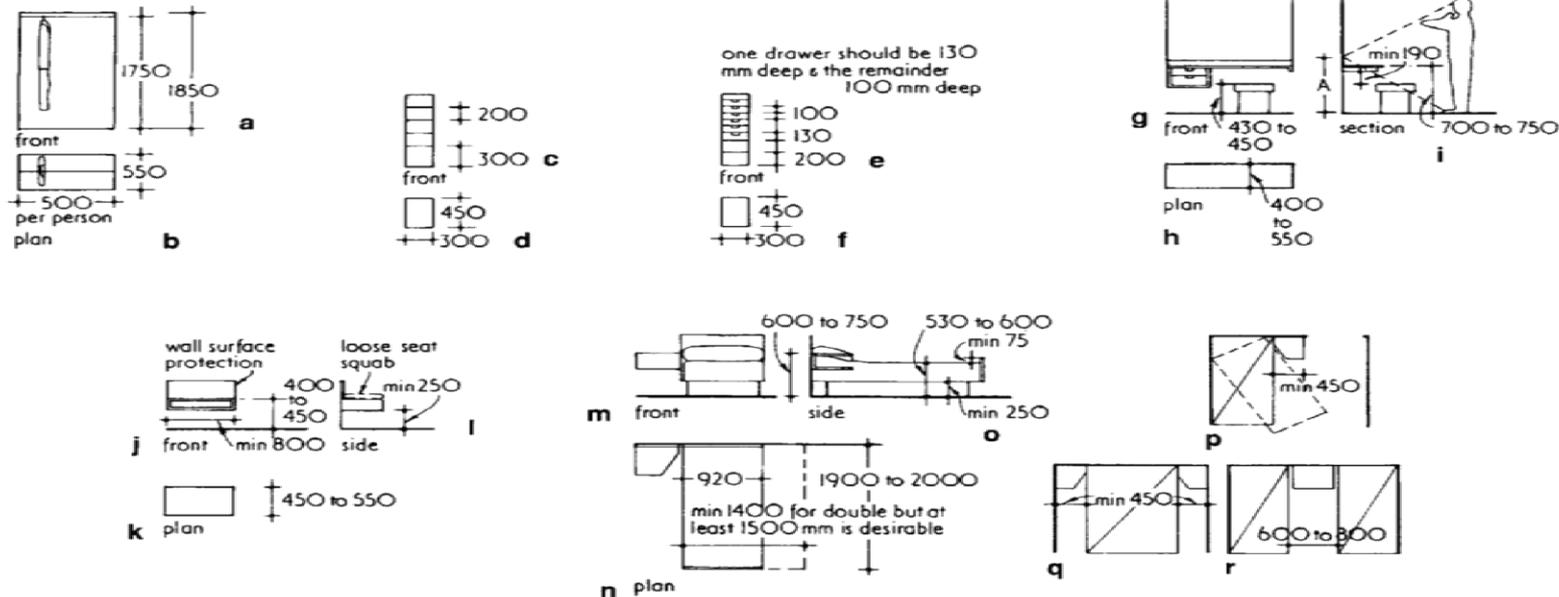 1750
1850
a
front
550
500
per person
plan
b
200
300
c
front
450
300
d
one drawer should be 130
mm deep & the remainder
100 mm deep
100
130
200
e
front
450
300
f
min 190
A
g
front
430 to
450
section
700 to 750
i
plan
400
to
550
h
wall surface
protection
loose seat
squab
400
to
450
min 250
j
front
min 800
side
l
450 to 550
k
plan
600 to 750
530 to 600
min 75
m
front
side
min 250
o
920
1900 to 2000
min 1400 for double but at
least 1500 mm is desirable
n
plan
min 450
p
min 450
q
600 to 800
r